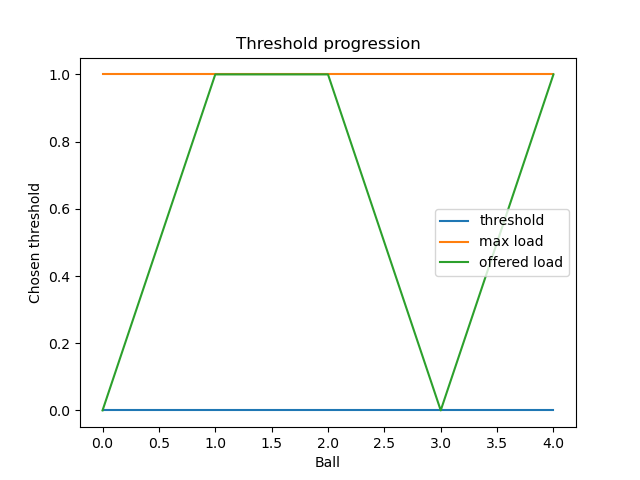 Threshold progression
Chosen threshold
1.0
0.8
0.6
0.4
0.2
0.0
threshold
max load
offered load
0.0 0.5 1.0 1.5 2.0 2.5 3.0 3.5 4.0
Ball